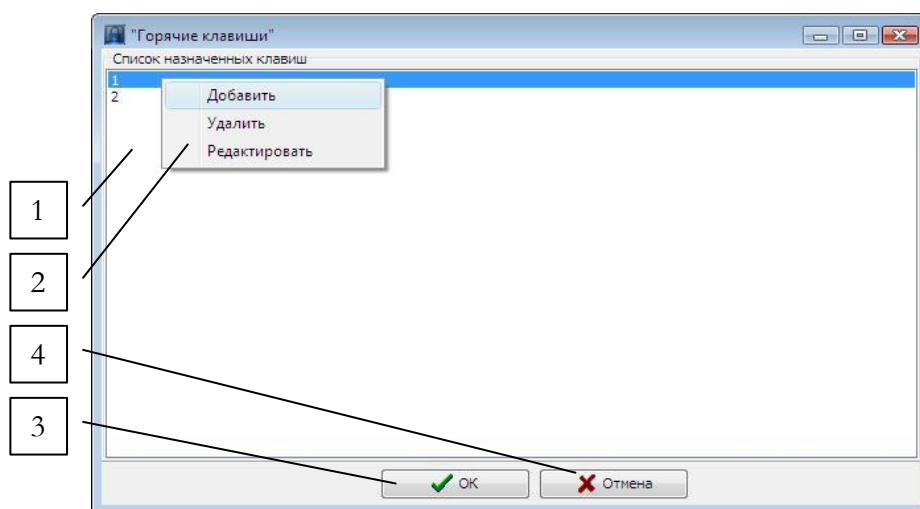 "Горячие клавиши"
Список назначенных клавиш
1
2
Добавить
Удалить
Редактировать
1
2
4
3
OK
Отмена